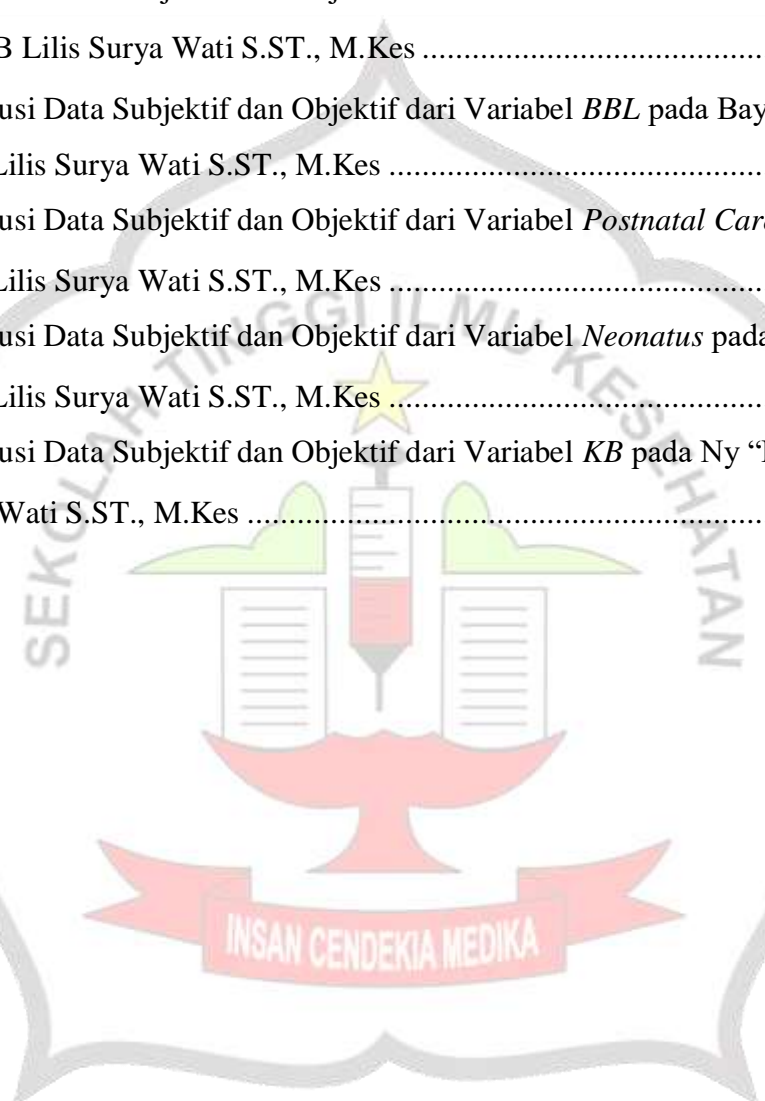 B Lilis Surya Wati S.ST., M.Kes ..........................................
usi Data Subjektif dan Objektif dari Variabel BBL pada Bay
Lilis Surya Wati S.ST., M.Kes ..............................................
usi Data Subjektif dan Objektif dari Variabel Postnatal Car
Lilis Surya Wati S.ST., M.Kes ..............................................
usi Data Subjektif dan Objektif dari Variabel Neonatus pada
Lilis Surya Wati S.ST., M.Kes ..............................................
usi Data Subjektif dan Objektif dari Variabel KB pada Ny “
Wati S.ST., M.Kes ................................................................
SEKOLAH TINGGI ILMU KESEHATAN
INSAN CENDEKIA MEDIKA